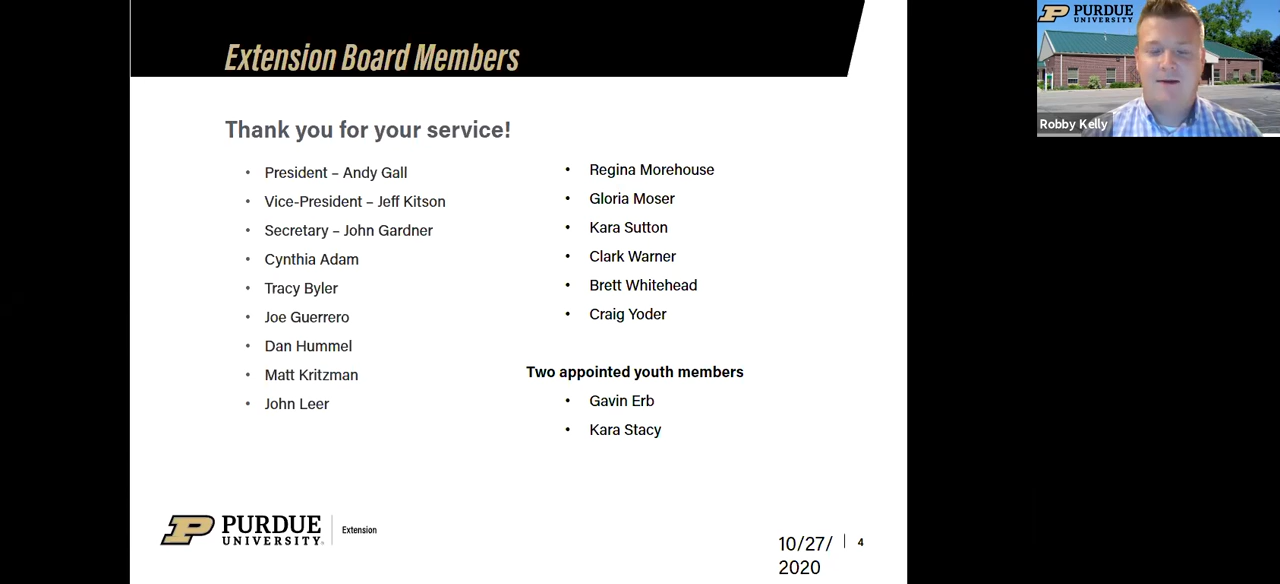 Extension Board Members
Thank you for your service!
• President – Andy Gall
• Vice-President – Jeff Kitson
• Secretary – John Gardner
• Cynthia Adam
• Tracy Byler
• Joe Guerrero
• Dan Hummel
• Matt Kritzman
• John Leer
• Regina Morehouse
• Gloria Moser
• Kara Sutton
• Clark Warner
• Brett Whitehead
• Craig Yoder
Two appointed youth members
• Gavin Erb
• Kara Stacy
P PURDUE
UNIVERSITY®
Extension
10/27/
2020
4
P PURDUE
UNIVERSITY
Robby Kelly